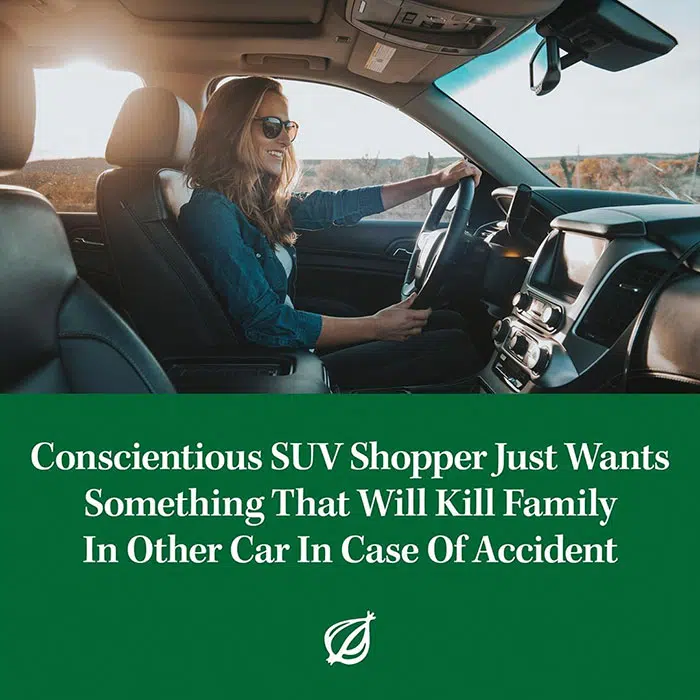 Conscientious SUV Shopper Just Wants
Something That Will Kill Family
In Other Car In Case Of Accident